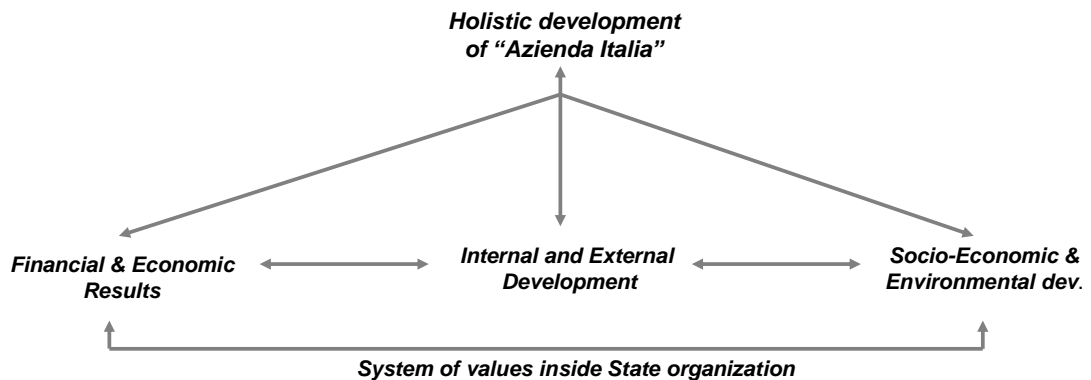 Holistic development
of “Azienda Italia”
Financial & Economic
Results
Internal and External
Development
Socio-Economic &
Environmental dev.
System of values inside State organization